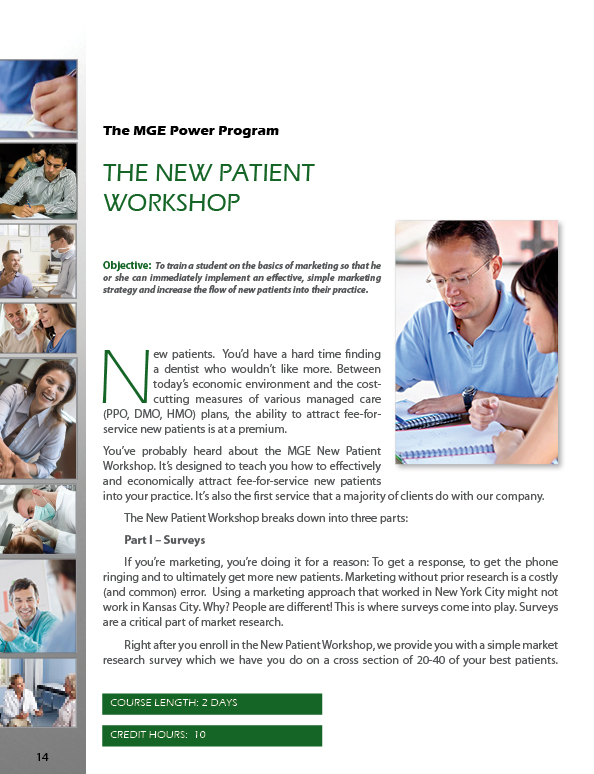 The MGE Power Program
THE NEW PATIENT
WORKSHOP
Objective: To train a student on the basics of marketing so that he
or she can immediately implement an effective, simple marketing
strategy and increase the flow of new patients into their practice.
New patients. You'd have a hard time finding
a dentist who wouldn't like more. Between
today's economic environment and the cost-
cutting measures of various managed care
(PPO, DMO, HMO) plans, the ability to attract fee-for-
service new patients is at a premium.
You've probably heard about the MGE New Patient
Workshop. It's designed to teach you how to effectively
and economically attract fee-for-service new patients
into your practice. It's also the first service that a majority of clients do with our company.
The New Patient Workshop breaks down into three parts:
Part I – Surveys
If you're marketing, you're doing it for a reason: To get a response, to get the phone
ringing and to ultimately get more new patients. Marketing without prior research is a costly
(and common) error. Using a marketing approach that worked in New York City might not
work in Kansas City. Why? People are different! This is where surveys come into play. Surveys
are a critical part of market research.
Right after you enroll in the New Patient Workshop, we provide you with a simple market
research survey which we have you do on a cross section of 20-40 of your best patients.
COURSE LENGTH: 2 DAYS
CREDIT HOURS: 10
14